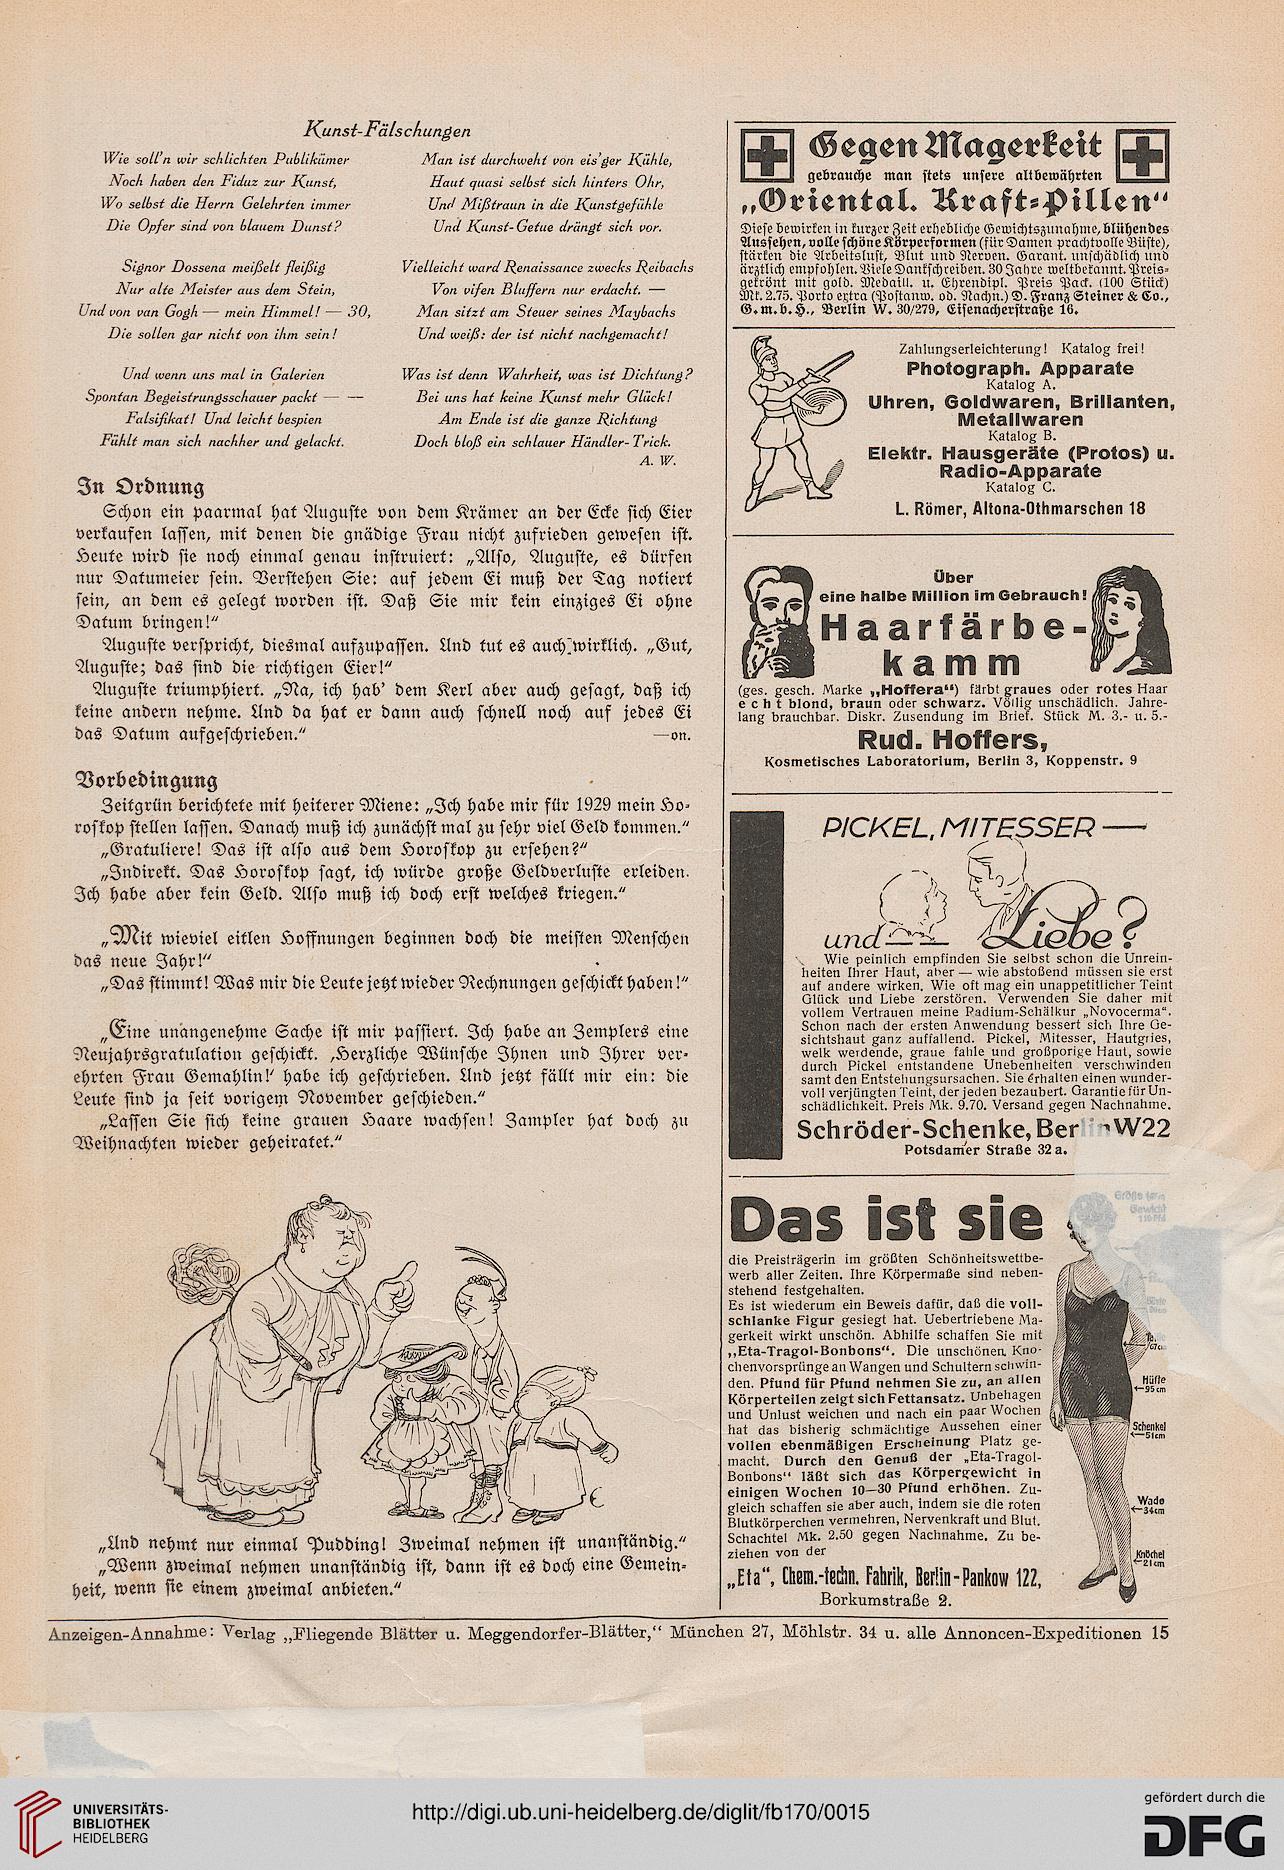 Kunst-Fälschungen
Wie soll'n wir schlichten Publikümer
Noch haben den Fiduz zur Kunst,
Wo selbst die Herrn Gelehrten immer
Die Opfer sind von blauem Dunst?
Signor Dossena meißelt fleißig
Nur alte Meister aus dem Stein,
Und von van Gogh — mein Himmel! — 30,
Die sollen gar nicht von ihm sein!
Und wenn uns mal in Galerien
Spontan Begeistrungsschauer packt — —
Falsifikat! Und leicht bespien
Fühlt man sich nachher und gelackt.
Man ist durchweht von eis'ger Kühle,
Haut quasi selbst sich hinters Ohr,
Und Mißtraun in die Kunstgefühle
Und Kunst-Getue drängt sich vor.
Vielleicht ward Renaissance zwecks Reibachs
Von vifen Bluffern nur erdacht. —
Man sitzt am Steuer seines Maybachs
Und weiß: der ist nicht nachgemacht!
Was ist denn Wahrheit, was ist Dichtung?
Bei uns hat keine Kunst mehr Glück!
Am Ende ist die ganze Richtung
Doch bloß ein schlauer Händler-Trick.
A. W.
In Ordnung
Schon ein paarmal hat Auguste von dem Krämer an der Ecke sich Eier
verkaufen lassen, mit denen die gnädige Frau nicht zufrieden gewesen ist.
Heute wird sie noch einmal genau instruiert: „Also, Auguste, es dürfen
nur Datumeier sein. Verstehen Sie: auf jedem Ei muß der Tag notiert
sein, an dem es gelegt worden ist. Daß Sie mir kein einziges Ei ohne
Datum bringen!“
Auguste verspricht, diesmal aufzupassen. Und tut es auch wirklich. „Gut,
Auguste; das sind die richtigen Eier!“
Auguste triumphiert. „Na, ich hab' dem Kerl aber auch gesagt, daß ich
keine andern nehme. Und da hat er dann auch schnell noch auf jedes Ei
das Datum aufgeschrieben.“ —on.
Vorbedingung
Zeitgrün berichtete mit heiterer Miene: „Ich habe mir für 1929 mein Ho-
roskop stellen lassen. Danach muß ich zunächst mal zu sehr viel Geld kommen.“
„Gratuliere! Das ist also aus dem Horoskop zu ersehen?“
„Indirekt. Das Horoskop sagt, ich würde große Geldverluste erleiden.
Ich habe aber kein Geld. Also muß ich doch erst welches kriegen.“
„Mit wieviel eitlen Hoffnungen beginnen doch die meisten Menschen
das neue Jahr!“
„Das stimmt! Was mir die Leute jetzt wieder Rechnungen geschickt haben!“
„Eine unangenehme Sache ist mir passiert. Ich habe an Zemplers eine
Neujahrsgratulation geschickt. ‚Herzliche Wünsche Ihnen und Ihrer ver-
ehrten Frau Gemahlin!‘ habe ich geschrieben. Und jetzt fällt mir ein: die
Leute sind ja seit vorigem November geschieden.“
„Lassen Sie sich keine grauen Haare wachsen! Zampler hat doch zu
Weihnachten wieder geheiratet.“
„Und nehmt nur einmal Pudding! Zweimal nehmen ist unanständig.“
„Wenn zweimal nehmen unanständig ist, dann ist es doch eine Gemein-
heit, wenn sie einem zweimal anbieten.“
Gegen Magerkeit
gebrauche man stets unsere altbewährten
„Oriental. Kraft-Pillen“
Diese bewirken in kurzer Zeit erhebliche Gewichtszunahme, blühendes
Aussehen, volle schöne Körperformen (für Damen prachtvolle Büste),
stärken die Arbeitslust, Blut und Nerven. Garant. unschädlich und
ärztlich empfohlen. Viele Dankschreiben. 30 Jahre weltbekannt. Preis-
gekrönt mit gold. Medaill. u. Ehrendipl. Preis Pack. (100 Stück)
Mk. 2.75. Porto extra (Postanw. od. Nachn.) D. Franz Steiner & Co.,
G.m.b.H., Berlin W. 30/279, Eisenacherstraße 16.
Zahlungserleichterung! Katalog frei!
Photograph. Apparate
Katalog A.
Uhren, Goldwaren, Brillanten,
Metallwaren
Katalog B.
Elektr. Hausgeräte (Protos) u.
Radio-Apparate
Katalog C.
L. Römer, Altona-Othmarschen 18
Über
eine halbe Million im Gebrauch!
Haarfärbe-
kamm
(ges. gesch. Marke „Hoffera“) färbt graues oder rotes Haar
echt blond, braun oder schwarz. Völlig unschädlich. Jahre-
lang brauchbar. Diskr. Zusendung im Brief. Stück M. 3.- u. 5.-
Rud. Hoffers,
Kosmetisches Laboratorium, Berlin 3, Koppenstr. 9
PICKEL, MITESSER —
und — Liebe?
Wie peinlich empfinden Sie selbst schon die Unrein-
heiten Ihrer Haut, aber — wie abstoßend müssen sie erst
auf andere wirken. Wie oft mag ein unappetitlicher Teint
Glück und Liebe zerstören. Verwenden Sie daher mit
vollem Vertrauen meine Radium-Schälkur „Novocerma“.
Schon nach der ersten Anwendung bessert sich Ihre Ge-
sichtshaut ganz auffallend. Pickel, Mitesser, Hautgries,
welk werdende, graue fahle und großporige Haut, sowie
durch Pickel entstandene Unebenheiten verschwinden
samt den Entstehungsursachen. Sie erhalten einen wunder-
voll verjüngten Teint, der jeden bezaubert. Garantie für Un-
schädlichkeit. Preis Mk. 9.70. Versand gegen Nachnahme.
Schröder-Schenke, Berlin W22
Potsdamer Straße 32 a.
Das ist sie
die Preisträgerin im größten Schönheitswettbe-
werb aller Zeiten. Ihre Körpermaße sind neben-
stehend festgehalten.
Es ist wiederum ein Beweis dafür, daß die voll-
schlanke Figur gesiegt hat. Uebertriebene Ma-
gerkeit wirkt unschön. Abhilfe schaffen Sie mit
„Eta-Tragol-Bonbons“. Die unschönen Kno-
chenvorsprünge an Wangen und Schultern schwin-
den. Pfund für Pfund nehmen Sie zu, an allen
Körperteilen zeigt sich Fettansatz. Unbehagen
und Unlust weichen und nach ein paar Wochen
hat das bisherig schmächtige Aussehen einer
vollen ebenmäßigen Erscheinung Platz ge-
macht. Durch den Genuß der „Eta-Tragol-
Bonbons“ läßt sich das Körpergewicht in
einigen Wochen 10—30 Pfund erhöhen. Zu-
gleich schaffen sie aber auch, indem sie die roten
Blutkörperchen vermehren, Nervenkraft und Blut.
Schachtel Mk. 2.50 gegen Nachnahme. Zu be-
ziehen von der
„Eta“, Chem.-techn. Fabrik, Berlin-Pankow 122,
Borkumstraße 2.
Größe
Gewicht
110 Pfd
Hüfte
95 cm
Schenkel
51 cm
Wade
34 cm
Knöchel
21 cm
Anzeigen-Annahme: Verlag „Fliegende Blätter u. Meggendorfer-Blätter,“ München 27, Möhlstr. 34 u. alle Annoncen-Expeditionen 15
UNIVERSITÄTS-
BIBLIOTHEK
HEIDELBERG
http://digi.ub.uni-heidelberg.de/diglit/fb170/0015
gefördert durch die
DFG